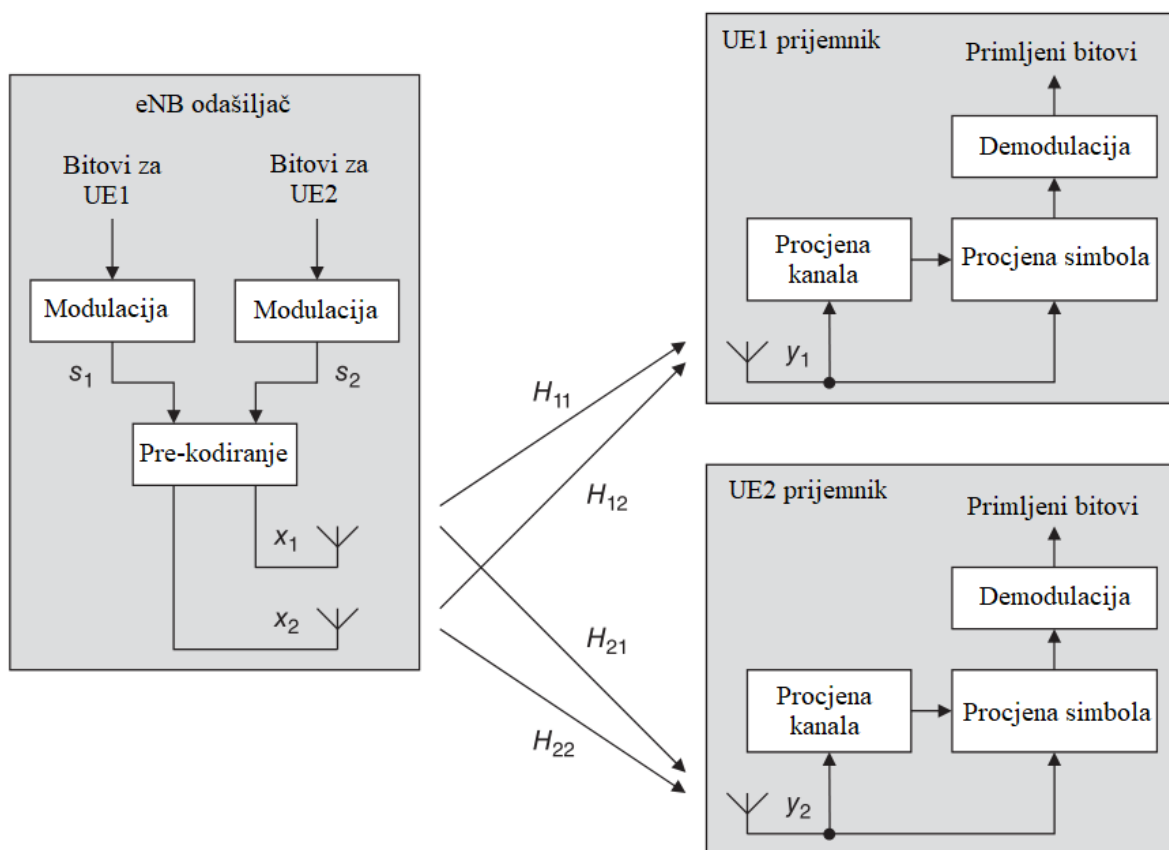 eNB odašiljač
Bitovi za
UE1
Bitovi za
UE2
Modulacija
Modulacija
s1
s2
Pre-kodiranje
x1
x2
H11
H12
H21
H22
UE1 prijemnik
Primljeni bitovi
Demodulacija
Procjena
kanala
Procjena simbola
y1
UE2 prijemnik
Primljeni bitovi
Demodulacija
Procjena
kanala
Procjena simbola
y2